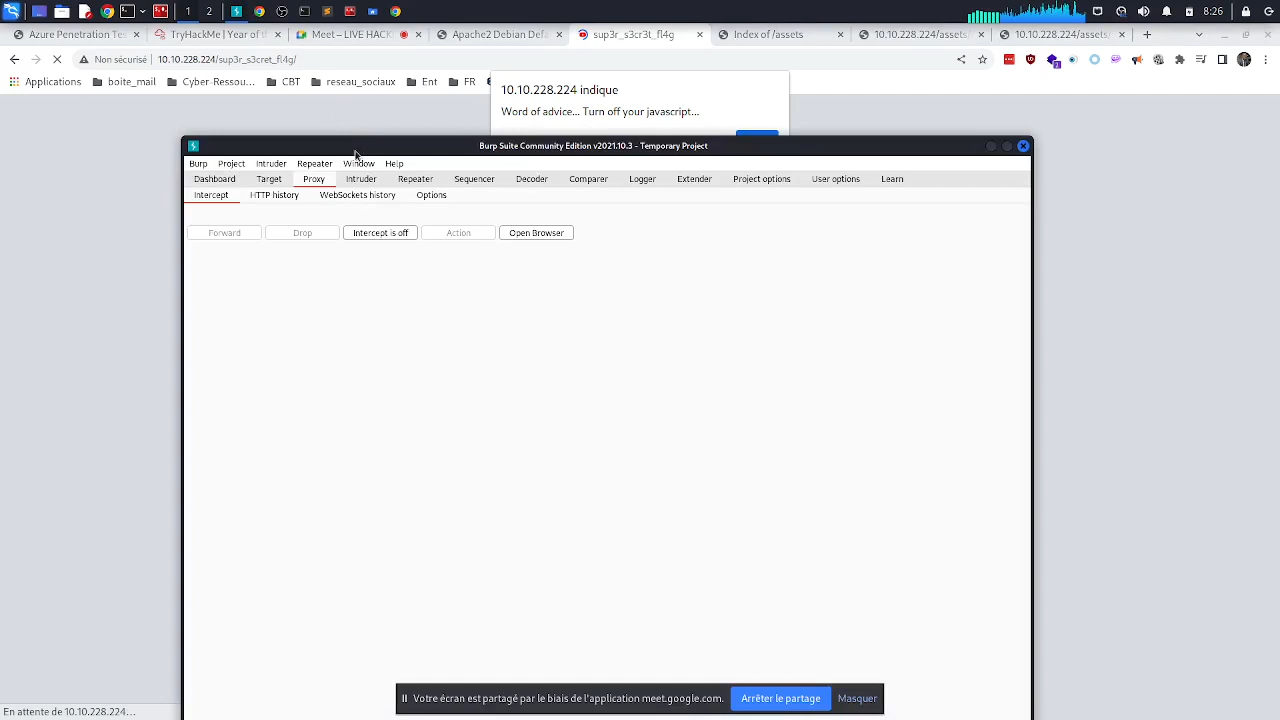 1 2 8:26
Azure Penetration Te
TryHackMe | Year of t
Meet – LIVE HACK
Apache2 Debian Def
sup3r_s3cr3t_fl4g
Index of /assets
10.10.228.224/assets/
10.10.228.224/assets/
Non sécurisé 10.10.228.224/sup3r_s3cret_fl4g/
Applications boite_mail Cyber-Ressou... CBT reseau_sociaux Ent FR
10.10.228.224 indique
Word of advice... Turn off your javascript...
Burp Suite Community Edition v2021.10.3 - Temporary Project
Burp Project Intruder Repeater Window Help
Dashboard Target Proxy Intruder Repeater Sequencer Decoder Comparer Logger Extender Project options User options Learn
Intercept HTTP history WebSockets history Options
Forward Drop Intercept is off Action Open Browser
Votre écran est partagé par le biais de l'application meet.google.com. Arrêter le partage Masquer
En attente de 10.10.228.224...